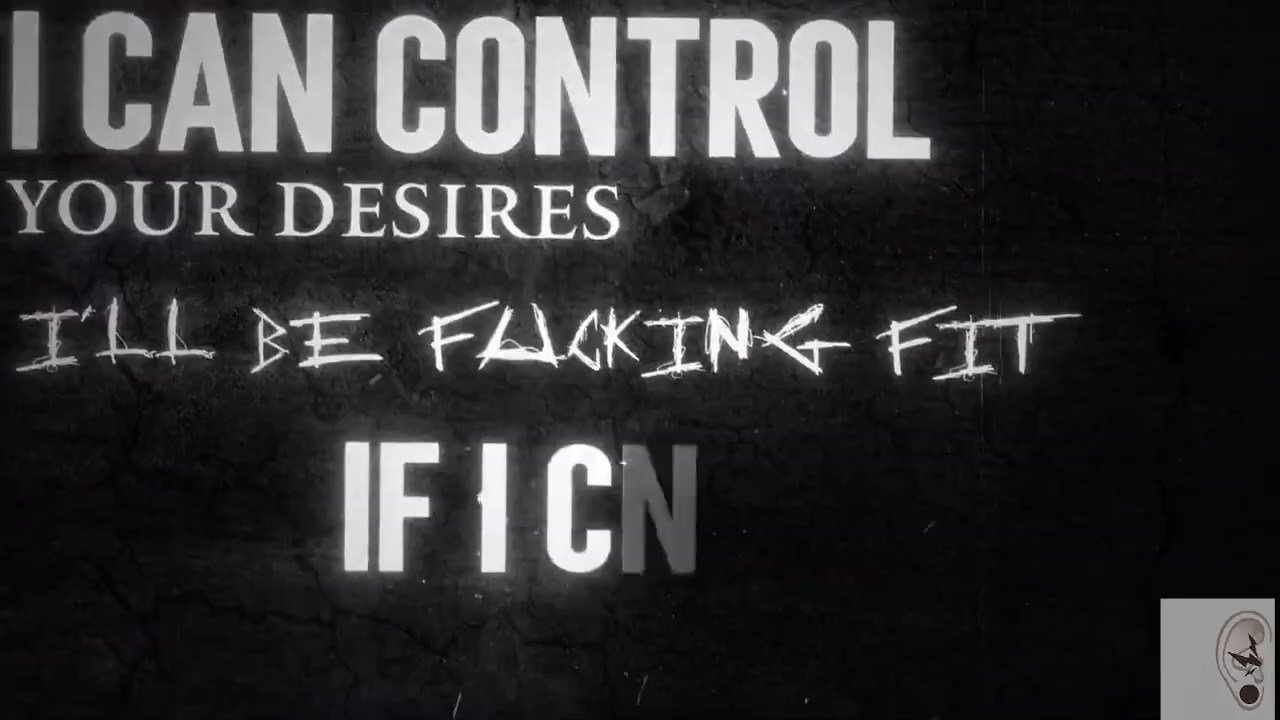 I CAN CONTROL
YOUR DESIRES
I'LL BE FUCKING FIT
IF I CN